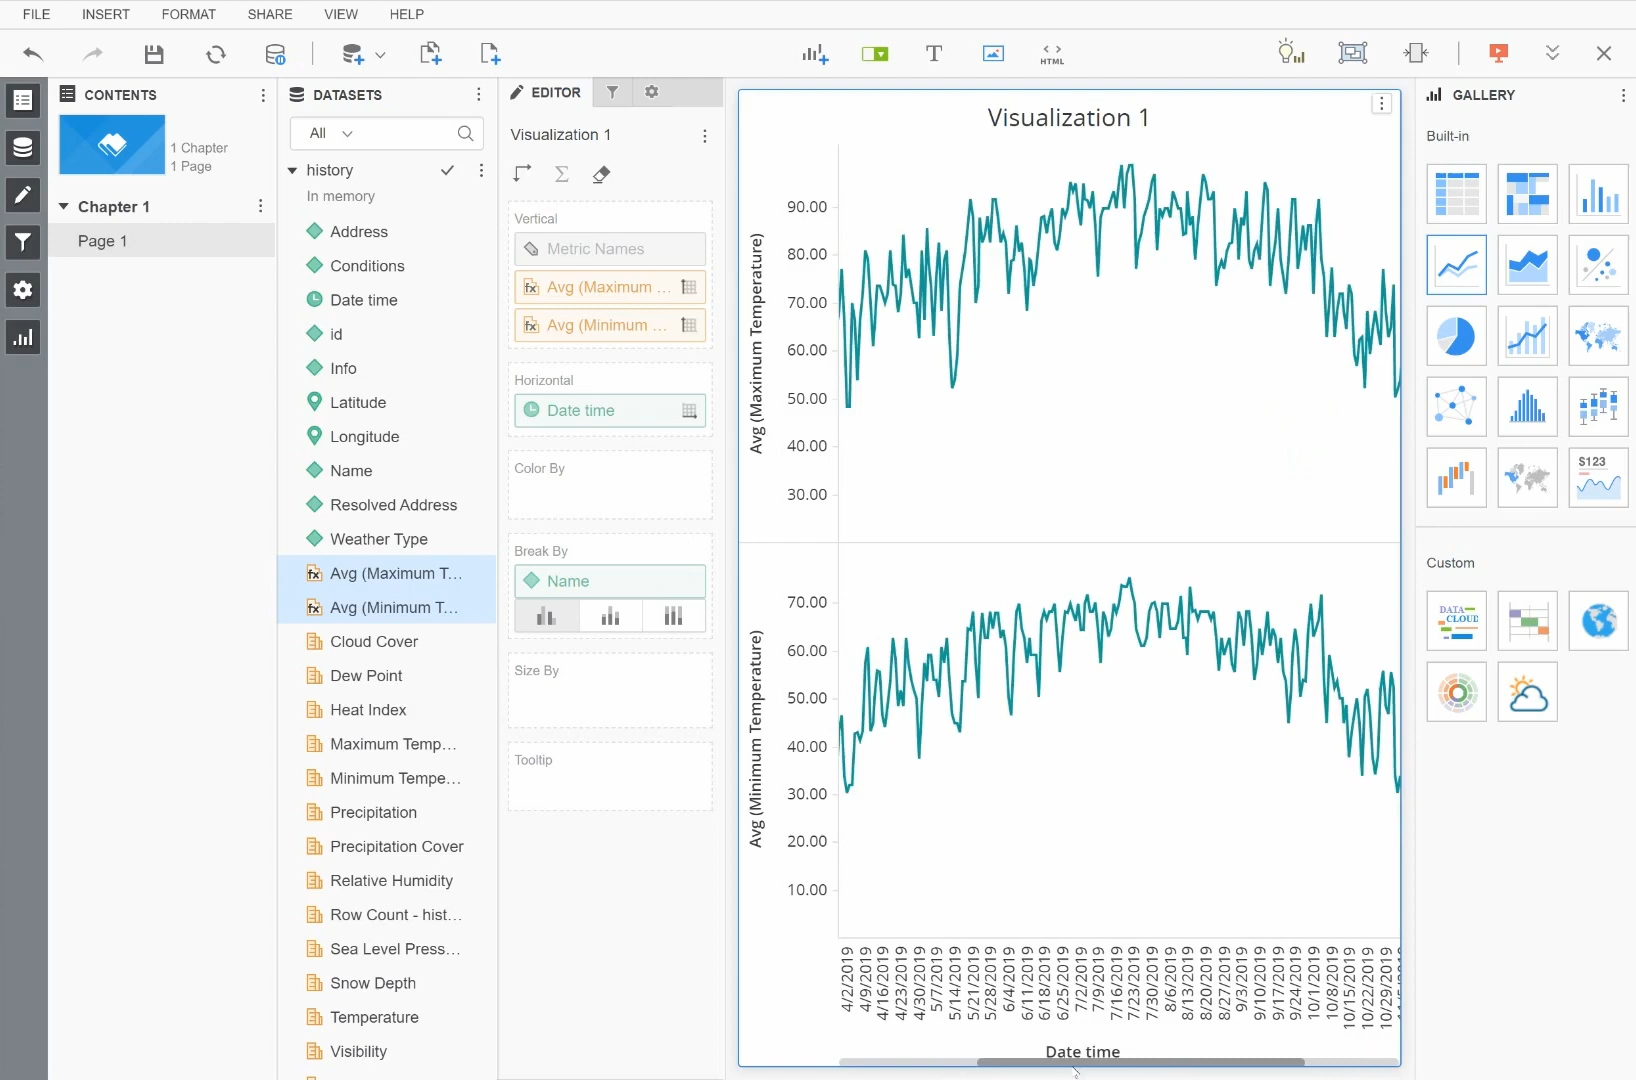 FILE INSERT FORMAT SHARE VIEW HELP
HTML
CONTENTS
1 Chapter
1 Page
Chapter 1
Page 1
DATASETS
All
history
In memory
Address
Conditions
Date time
id
Info
Latitude
Longitude
Name
Resolved Address
Weather Type
fx Avg (Maximum T...
fx Avg (Minimum T...
Cloud Cover
Dew Point
Heat Index
Maximum Temp...
Minimum Tempe...
Precipitation
Precipitation Cover
Relative Humidity
Row Count - hist...
Sea Level Press...
Snow Depth
Temperature
Visibility
EDITOR
Visualization 1
Vertical
Metric Names
fx Avg (Maximum ...
fx Avg (Minimum ...
Horizontal
Date time
Color By
Break By
Name
Size By
Tooltip
Visualization 1
Avg (Maximum Temperature)
90.00
80.00
70.00
60.00
50.00
40.00
30.00
Avg (Minimum Temperature)
70.00
60.00
50.00
40.00
30.00
20.00
10.00
4/2/2019
4/9/2019
4/16/2019
4/23/2019
4/30/2019
5/7/2019
5/14/2019
5/21/2019
5/28/2019
6/4/2019
6/11/2019
6/18/2019
6/25/2019
7/2/2019
7/9/2019
7/16/2019
7/23/2019
7/30/2019
8/6/2019
8/13/2019
8/20/2019
8/27/2019
9/3/2019
9/10/2019
9/17/2019
9/24/2019
10/1/2019
10/8/2019
10/15/2019
10/22/2019
10/29/2019
Date time
GALLERY
Built-in
$123
Custom
DATA
CLOUD